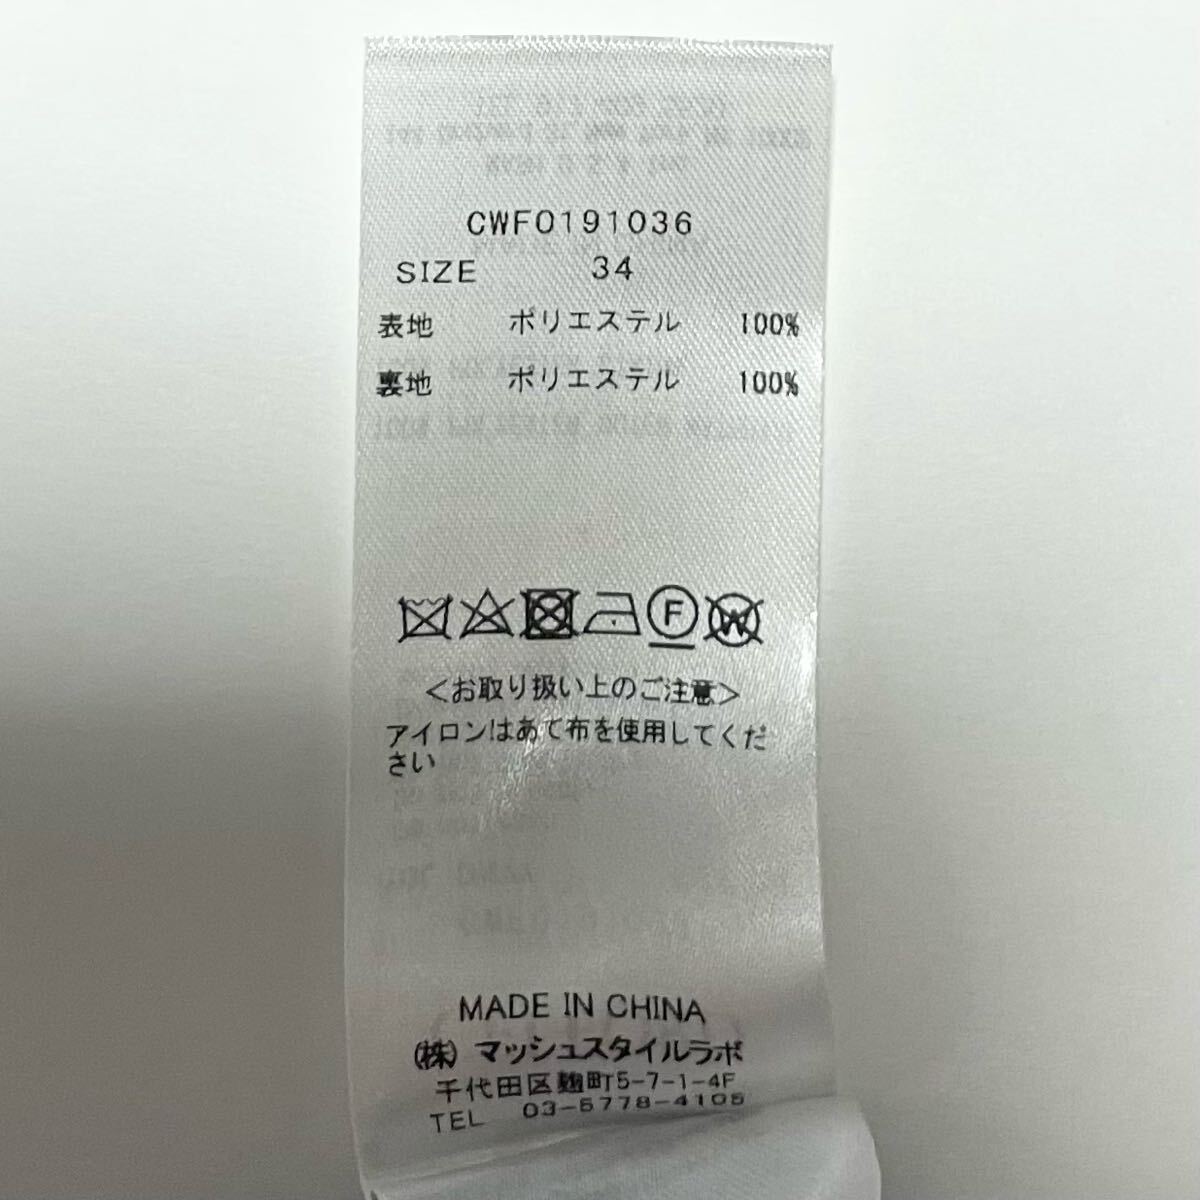 CWF0191036
SIZE 34
表地 ポリエステル 100%
裏地 ポリエステル 100%
F W
<お取り扱い上のご注意>
アイロンはあて布を使用してくだ
さい
MADE IN CHINA
(株) マッシュスタイルラボ
千代田区麹町5-7-1-4F
TEL 03-5778-4105